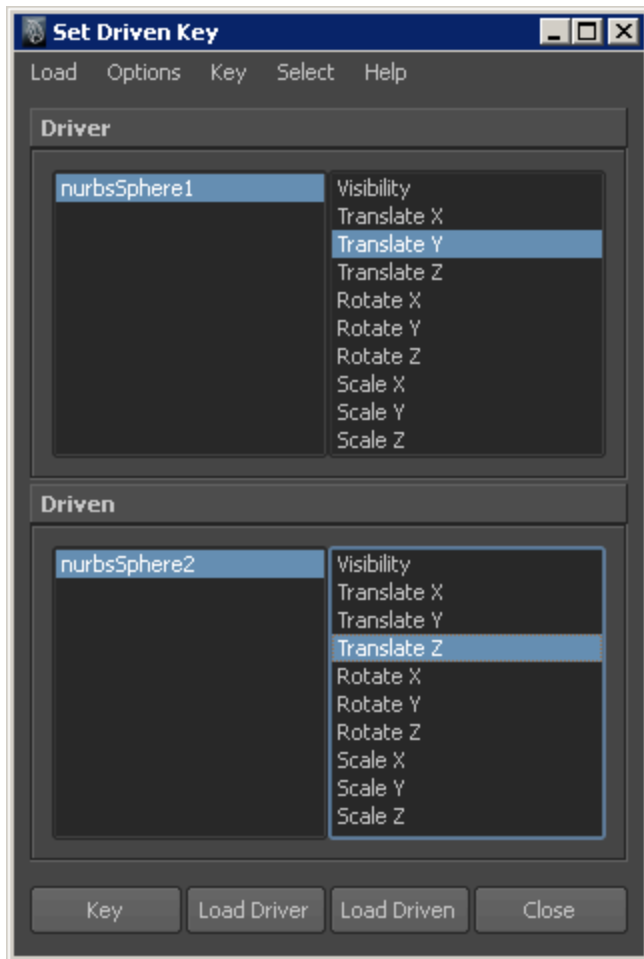 Set Driven Key
Load Options Key Select Help
Driver
nurbsSphere1
Visibility
Translate X
Translate Y
Translate Z
Rotate X
Rotate Y
Rotate Z
Scale X
Scale Y
Scale Z
Driven
nurbsSphere2
Visibility
Translate X
Translate Y
Translate Z
Rotate X
Rotate Y
Rotate Z
Scale X
Scale Y
Scale Z
Key Load Driver Load Driven Close